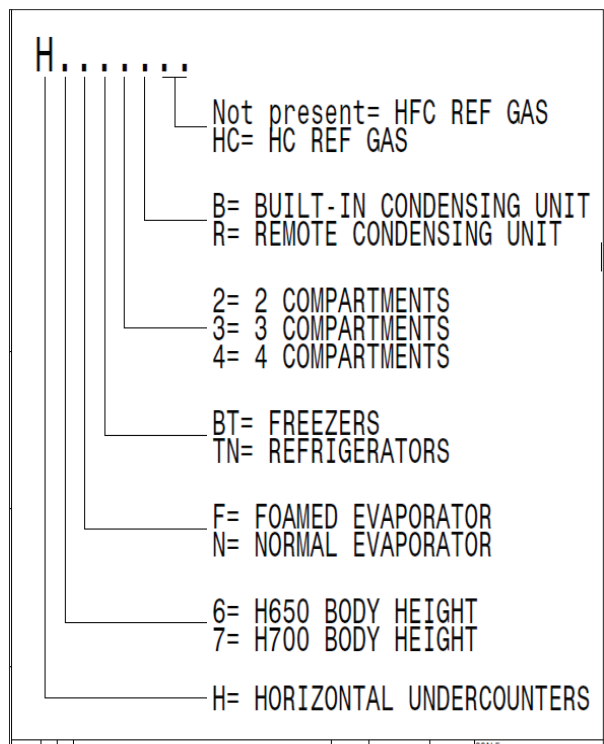 H.......
Not present= HFC REF GAS
HC= HC REF GAS
B= BUILT-IN CONDENSING UNIT
R= REMOTE CONDENSING UNIT
2= 2 COMPARTMENTS
3= 3 COMPARTMENTS
4= 4 COMPARTMENTS
BT= FREEZERS
TN= REFRIGERATORS
F= FOAMED EVAPORATOR
N= NORMAL EVAPORATOR
6= H650 BODY HEIGHT
7= H700 BODY HEIGHT
H= HORIZONTAL UNDERCOUNTERS